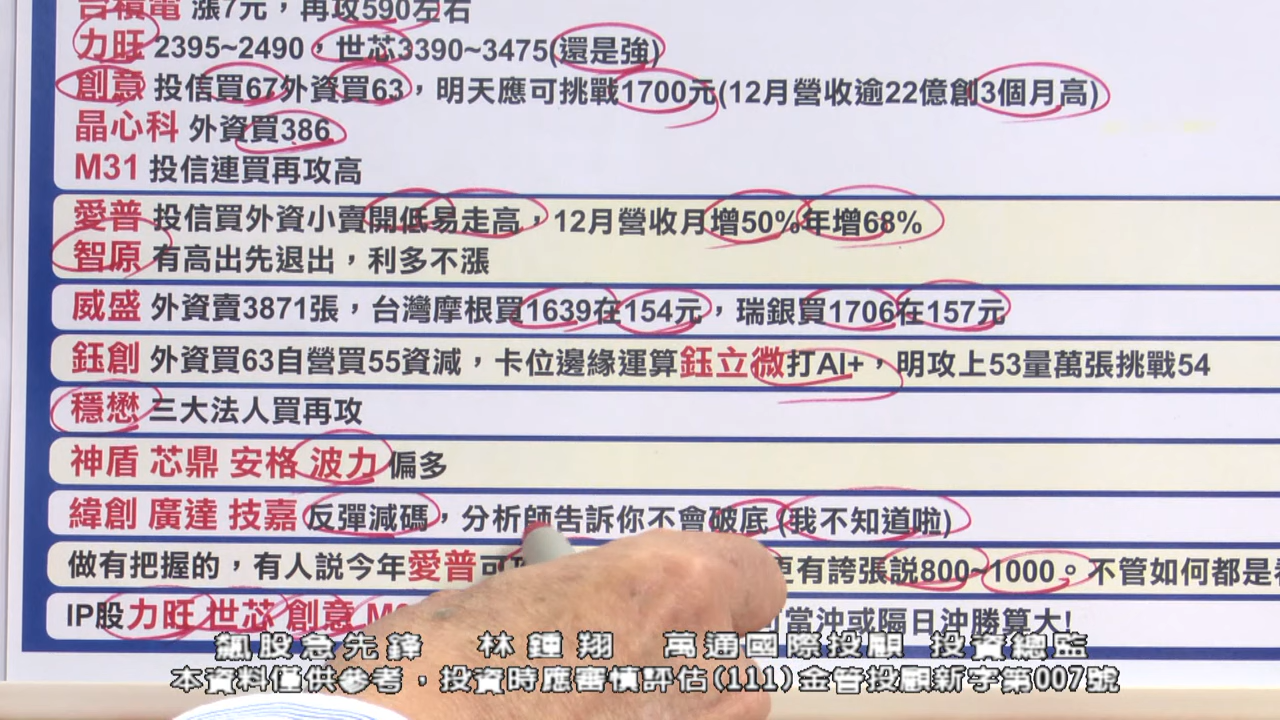 台積電 漲7元，再攻590左右
力旺 2395~2490，世芯3390~3475(還是強)
創意 投信買67外資買63，明天應可挑戰1700元(12月營收逾22億創3個月高)
晶心科 外資買386
M31 投信連買再攻高
愛普 投信買外資小賣開低易走高，12月營收月增50%年增68%
智原 有高出先退出，利多不漲
威盛 外資賣3871張，台灣摩根買1639在154元，瑞銀買1706在157元
鈺創 外資買63自營買55資減，卡位邊緣運算鈺立微打AI+，明攻上53量萬張挑戰54
穩懋 三大法人買再攻
神盾 芯鼎 安格 波力 偏多
緯創 廣達 技嘉 反彈減碼，分析師告訴你不會破底 (我不知道啦)
做有把握的，有人說今年愛普可 更有誇張說800~1000。不管如何都是
IP股力旺 世芯 創意 當沖或隔日沖勝算大!
飆股急先鋒 林鍾翔 萬通國際投顧 投資總監
本資料僅供參考，投資時應審慎評估(111)金管投顧新字第007號